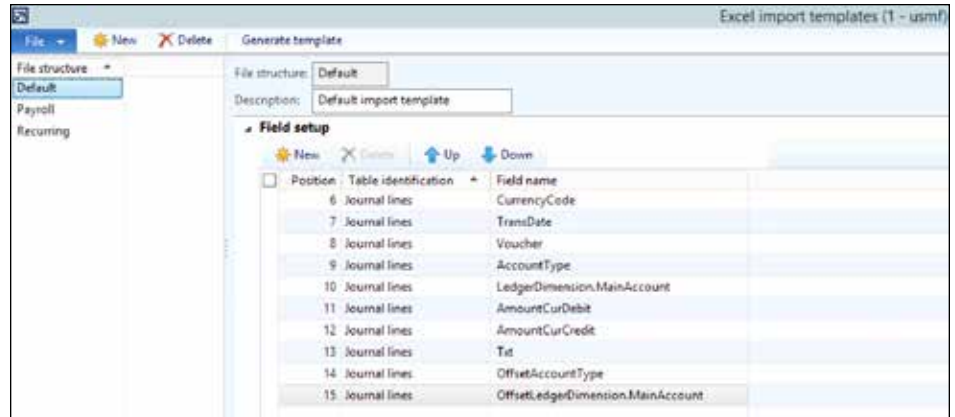 Excel import templates (1 - usmf)
File New Delete Generate template
File structure
Default
Payroll
Recurring
File structure: Default
Description: Default import template
Field setup
New Delete Up Down
Position Table identification Field name
6 Journal lines CurrencyCode
7 Journal lines TransDate
8 Journal lines Voucher
9 Journal lines AccountType
10 Journal lines LedgerDimension.MainAccount
11 Journal lines AmountCurDebit
12 Journal lines AmountCurCredit
13 Journal lines Txt
14 Journal lines OffsetAccountType
15 Journal lines OffsetLedgerDimension.MainAccount